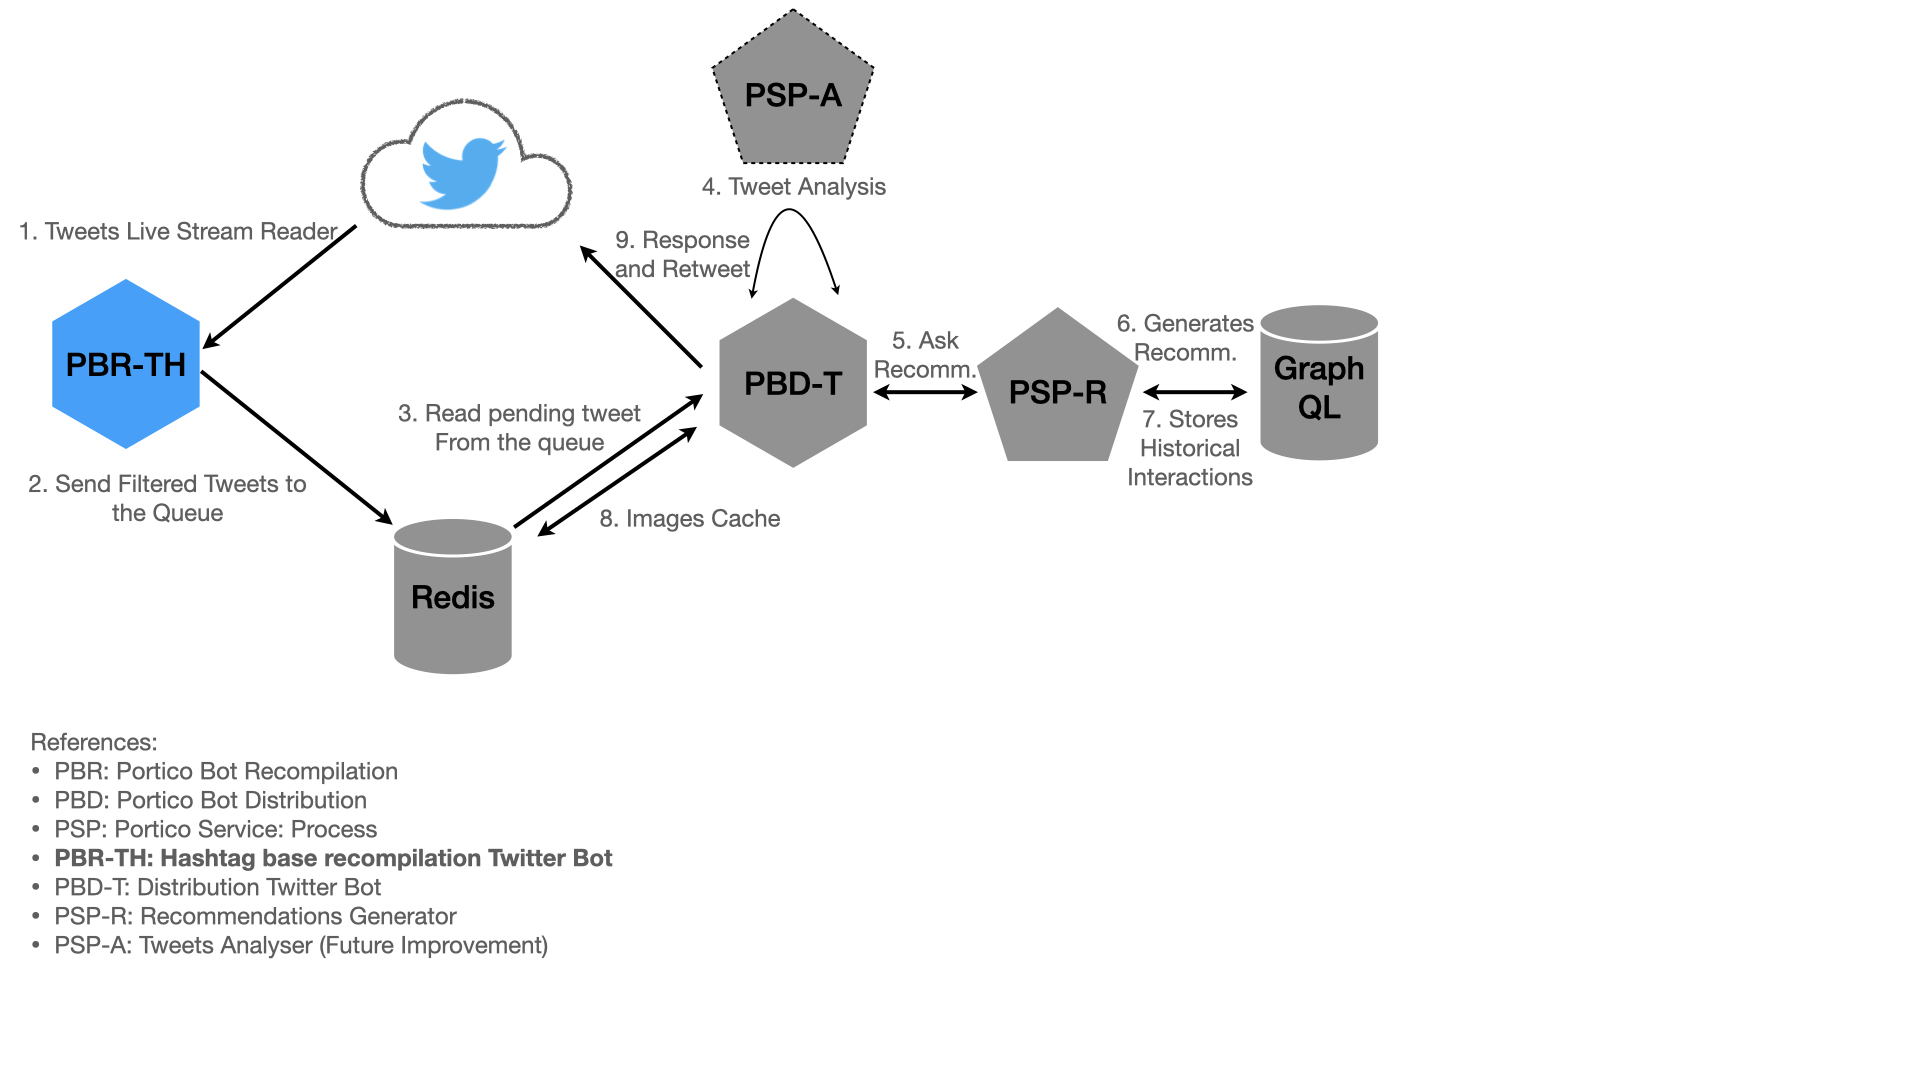 PSP-A
4. Tweet Analysis
1. Tweets Live Stream Reader
9. Response
and Retweet
PBR-TH
PBD-T
5. Ask
Recomm.
PSP-R
6. Generates
Recomm.
7. Stores
Historical
Interactions
Graph
QL
3. Read pending tweet
From the queue
2. Send Filtered Tweets to
the Queue
8. Images Cache
Redis
References:
• PBR: Portico Bot Recompilation
• PBD: Portico Bot Distribution
• PSP: Portico Service: Process
• PBR-TH: Hashtag base recompilation Twitter Bot
• PBD-T: Distribution Twitter Bot
• PSP-R: Recommendations Generator
• PSP-A: Tweets Analyser (Future Improvement)